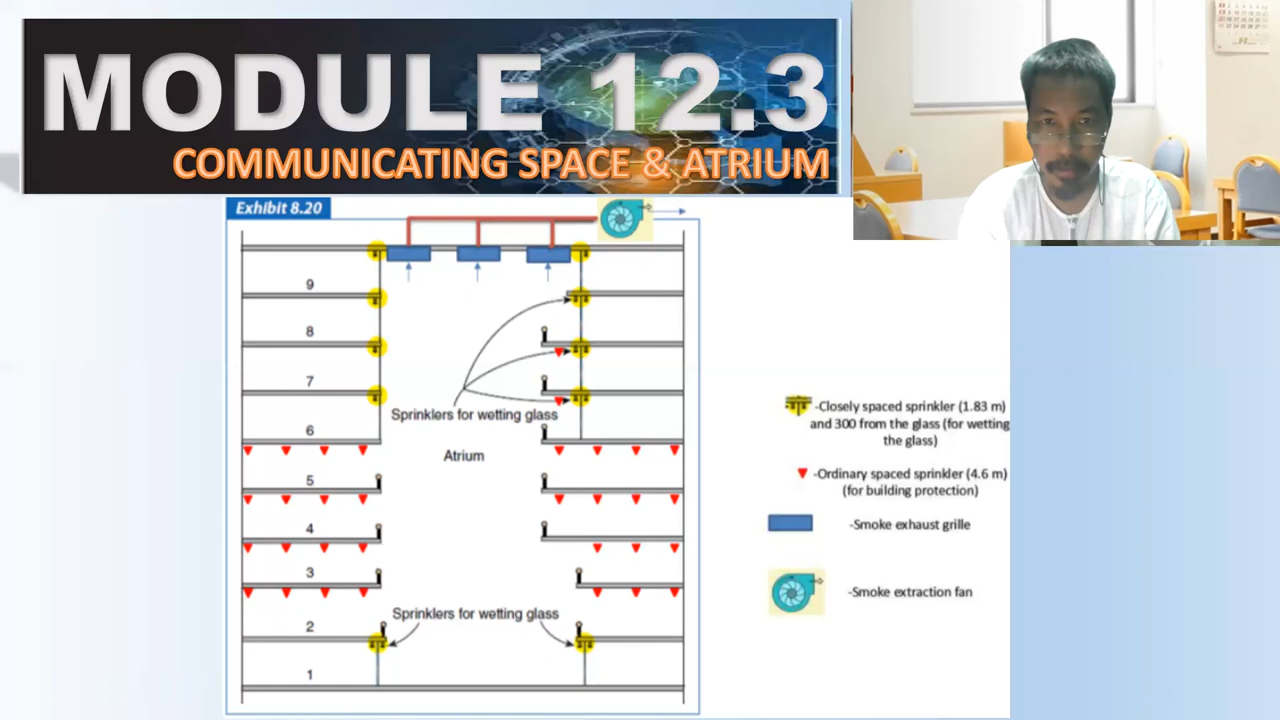 MODULE 12.3
COMMUNICATING SPACE & ATRIUM
Exhibit 8.20
9
8
7
Sprinklers for wetting glass
6
Atrium
5
4
3
Sprinklers for wetting glass
2
1
-Closely spaced sprinkler (1.83 m)
and 300 from the glass (for wetting
the glass)
-Ordinary spaced sprinkler (4.6 m)
(for building protection)
-Smoke exhaust grille
-Smoke extraction fan